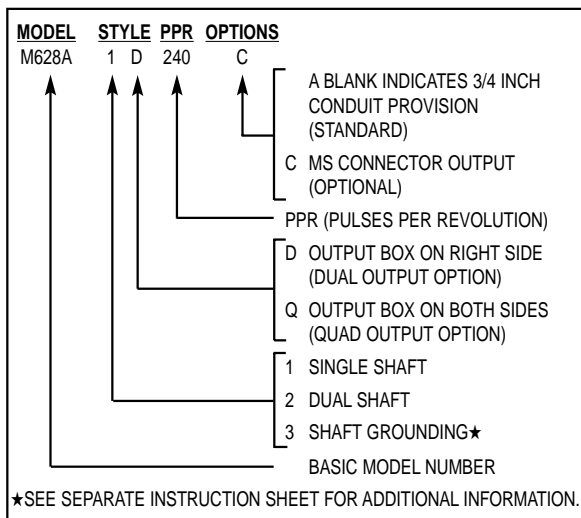 MODEL STYLE PPR OPTIONS
M628A 1 D 240 C
A BLANK INDICATES 3/4 INCH
CONDUIT PROVISION
(STANDARD)
C MS CONNECTOR OUTPUT
(OPTIONAL)
PPR (PULSES PER REVOLUTION)
D OUTPUT BOX ON RIGHT SIDE
(DUAL OUTPUT OPTION)
Q OUTPUT BOX ON BOTH SIDES
(QUAD OUTPUT OPTION)
1 SINGLE SHAFT
2 DUAL SHAFT
3 SHAFT GROUNDING★
BASIC MODEL NUMBER
★SEE SEPARATE INSTRUCTION SHEET FOR ADDITIONAL INFORMATION.